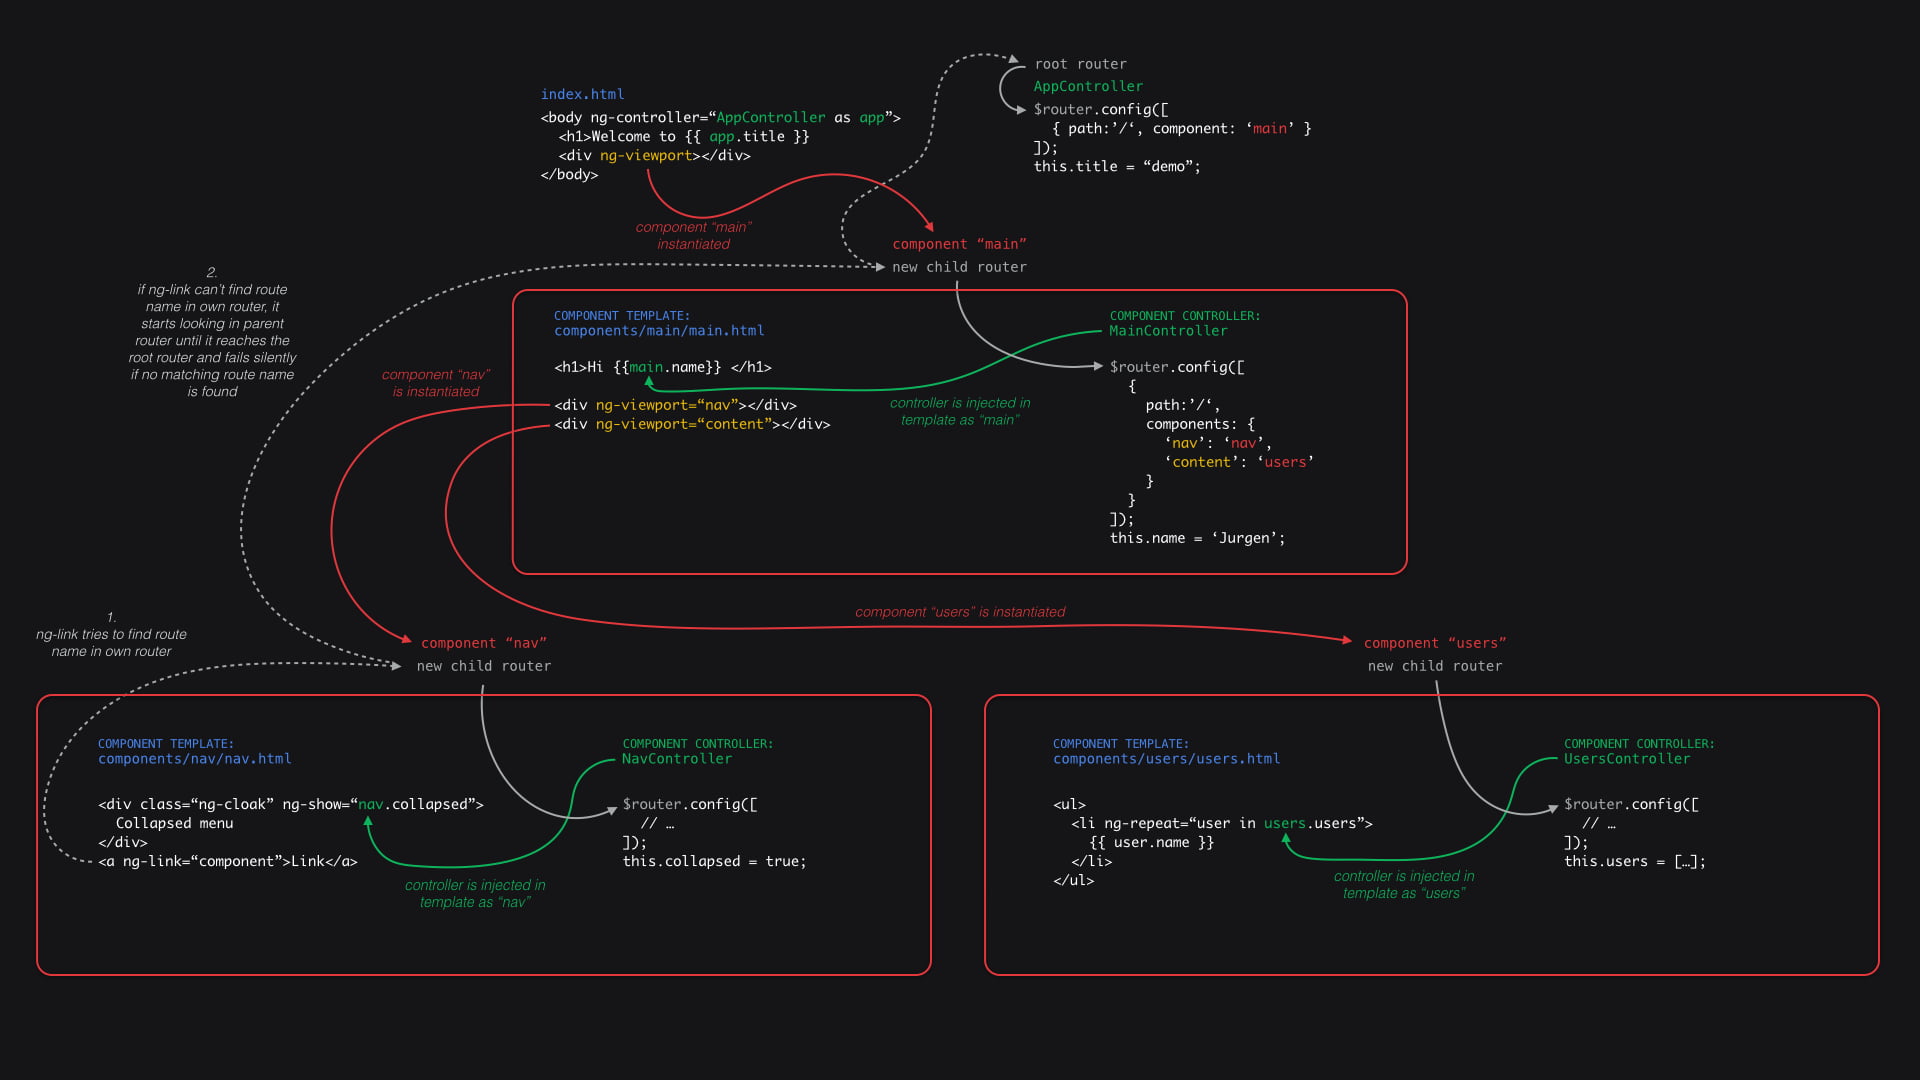 root router
AppController
$router.config([
{ path:’/‘, component: ‘main’ }
]);
this.title = “demo”;
index.html
<body ng-controller=“AppController as app”>
<h1>Welcome to {{ app.title }}
<div ng-viewport></div>
</body>
component “main”
instantiated
component “main”
new child router
2.
if ng-link can’t find route
name in own router, it
starts looking in parent
router until it reaches the
root router and fails silently
if no matching route name
is found
COMPONENT TEMPLATE:
components/main/main.html
<h1>Hi {{main.name}} </h1>
<div ng-viewport=“nav”></div>
<div ng-viewport=“content”></div>
controller is injected in
template as “main”
COMPONENT CONTROLLER:
MainController
$router.config([
{
path:’/‘,
components: {
‘nav’: ‘nav’,
‘content’: ‘users’
}
}
]);
this.name = ‘Jurgen’;
component “nav”
is instantiated
component “users” is instantiated
1.
ng-link tries to find route
name in own router
component “nav”
new child router
component “users”
new child router
COMPONENT TEMPLATE:
components/nav/nav.html
<div class=“ng-cloak” ng-show=“nav.collapsed”>
Collapsed menu
</div>
<a ng-link=“component”>Link</a>
controller is injected in
template as “nav”
COMPONENT CONTROLLER:
NavController
$router.config([
// …
]);
this.collapsed = true;
COMPONENT TEMPLATE:
components/users/users.html
<ul>
<li ng-repeat=“user in users.users”>
{{ user.name }}
</li>
</ul>
controller is injected in
template as “users”
COMPONENT CONTROLLER:
UsersController
$router.config([
// …
]);
this.users = […];